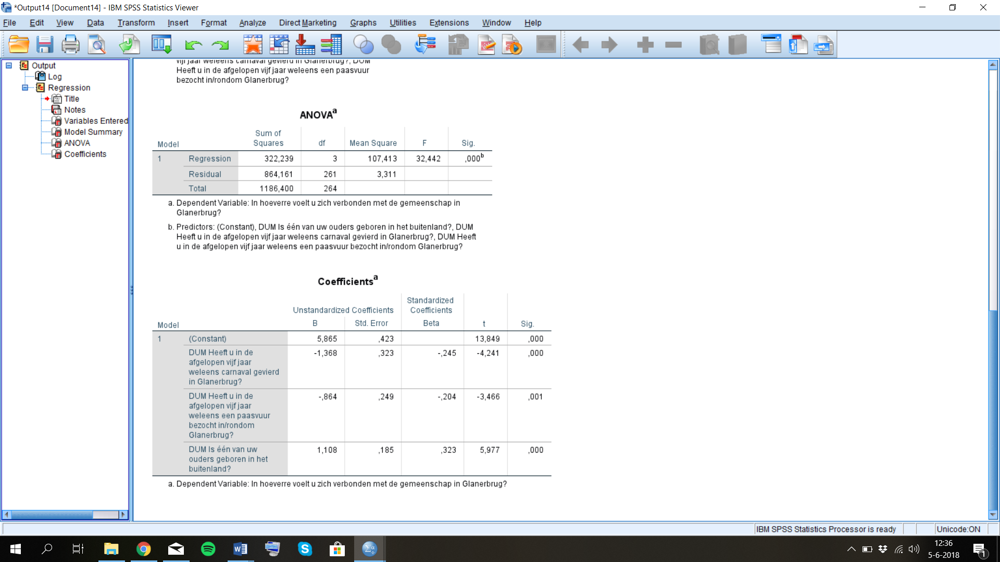 *Output14 [Document14] - IBM SPSS Statistics Viewer
File Edit View Data Transform Insert Format Analyze Direct Marketing Graphs Utilities Extensions Window Help
Output
Log
Regression
Title
Notes
Variables Entered
Model Summary
ANOVA
Coefficients
vijf jaar weleens carnaval gevierd in Glanerbrug?, DUM
Heeft u in de afgelopen vijf jaar weleens een paasvuur
bezocht in/rondom Glanerbrug?
ANOVAa
Model Sum of Squares df Mean Square F Sig.
1 Regression 322,239 3 107,413 32,442 ,000b
Residual 864,161 261 3,311
Total 1186,400 264
a. Dependent Variable: In hoeverre voelt u zich verbonden met de gemeenschap in
Glanerbrug?
b. Predictors: (Constant), DUM Is één van uw ouders geboren in het buitenland?, DUM
Heeft u in de afgelopen vijf jaar weleens carnaval gevierd in Glanerbrug?, DUM Heeft
u in de afgelopen vijf jaar weleens een paasvuur bezocht in/rondom Glanerbrug?
Coefficientsa
Unstandardized Coefficients Standardized Coefficients
Model B Std. Error Beta t Sig.
1 (Constant) 5,865 ,423 13,849 ,000
DUM Heeft u in de -1,368 ,323 -,245 -4,241 ,000
afgelopen vijf jaar
weleens carnaval gevierd
in Glanerbrug?
DUM Heeft u in de -,864 ,249 -,204 -3,466 ,001
afgelopen vijf jaar
weleens een paasvuur
bezocht in/rondom
Glanerbrug?
DUM Is één van uw 1,108 ,185 ,323 5,977 ,000
ouders geboren in het
buitenland?
a. Dependent Variable: In hoeverre voelt u zich verbonden met de gemeenschap in Glanerbrug?
IBM SPSS Statistics Processor is ready Unicode:ON
12:36
5-6-2018
1